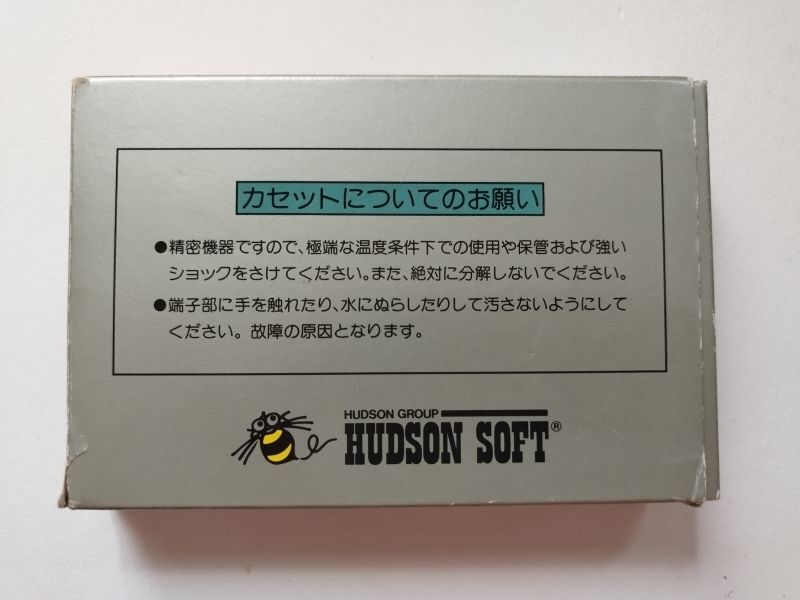 カセットについてのお願い
●精密機器ですので、極端な温度条件下での使用や保管および強い
ショックをさけてください。また、絶対に分解しないでください。
●端子部に手を触れたり、水にぬらしたりして汚さないようにして
ください。故障の原因となります。
HUDSON GROUP
HUDSON SOFT®